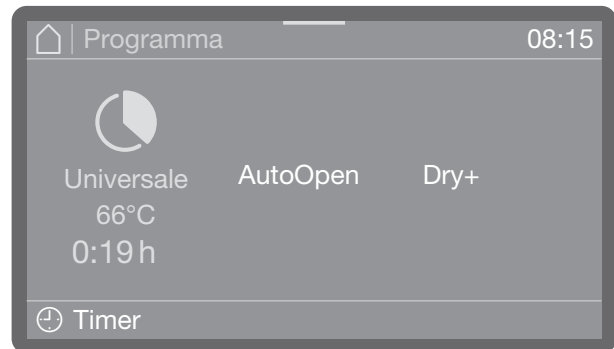 Programma 08:15
Universale AutoOpen Dry+
66°C
0:19 h
Timer